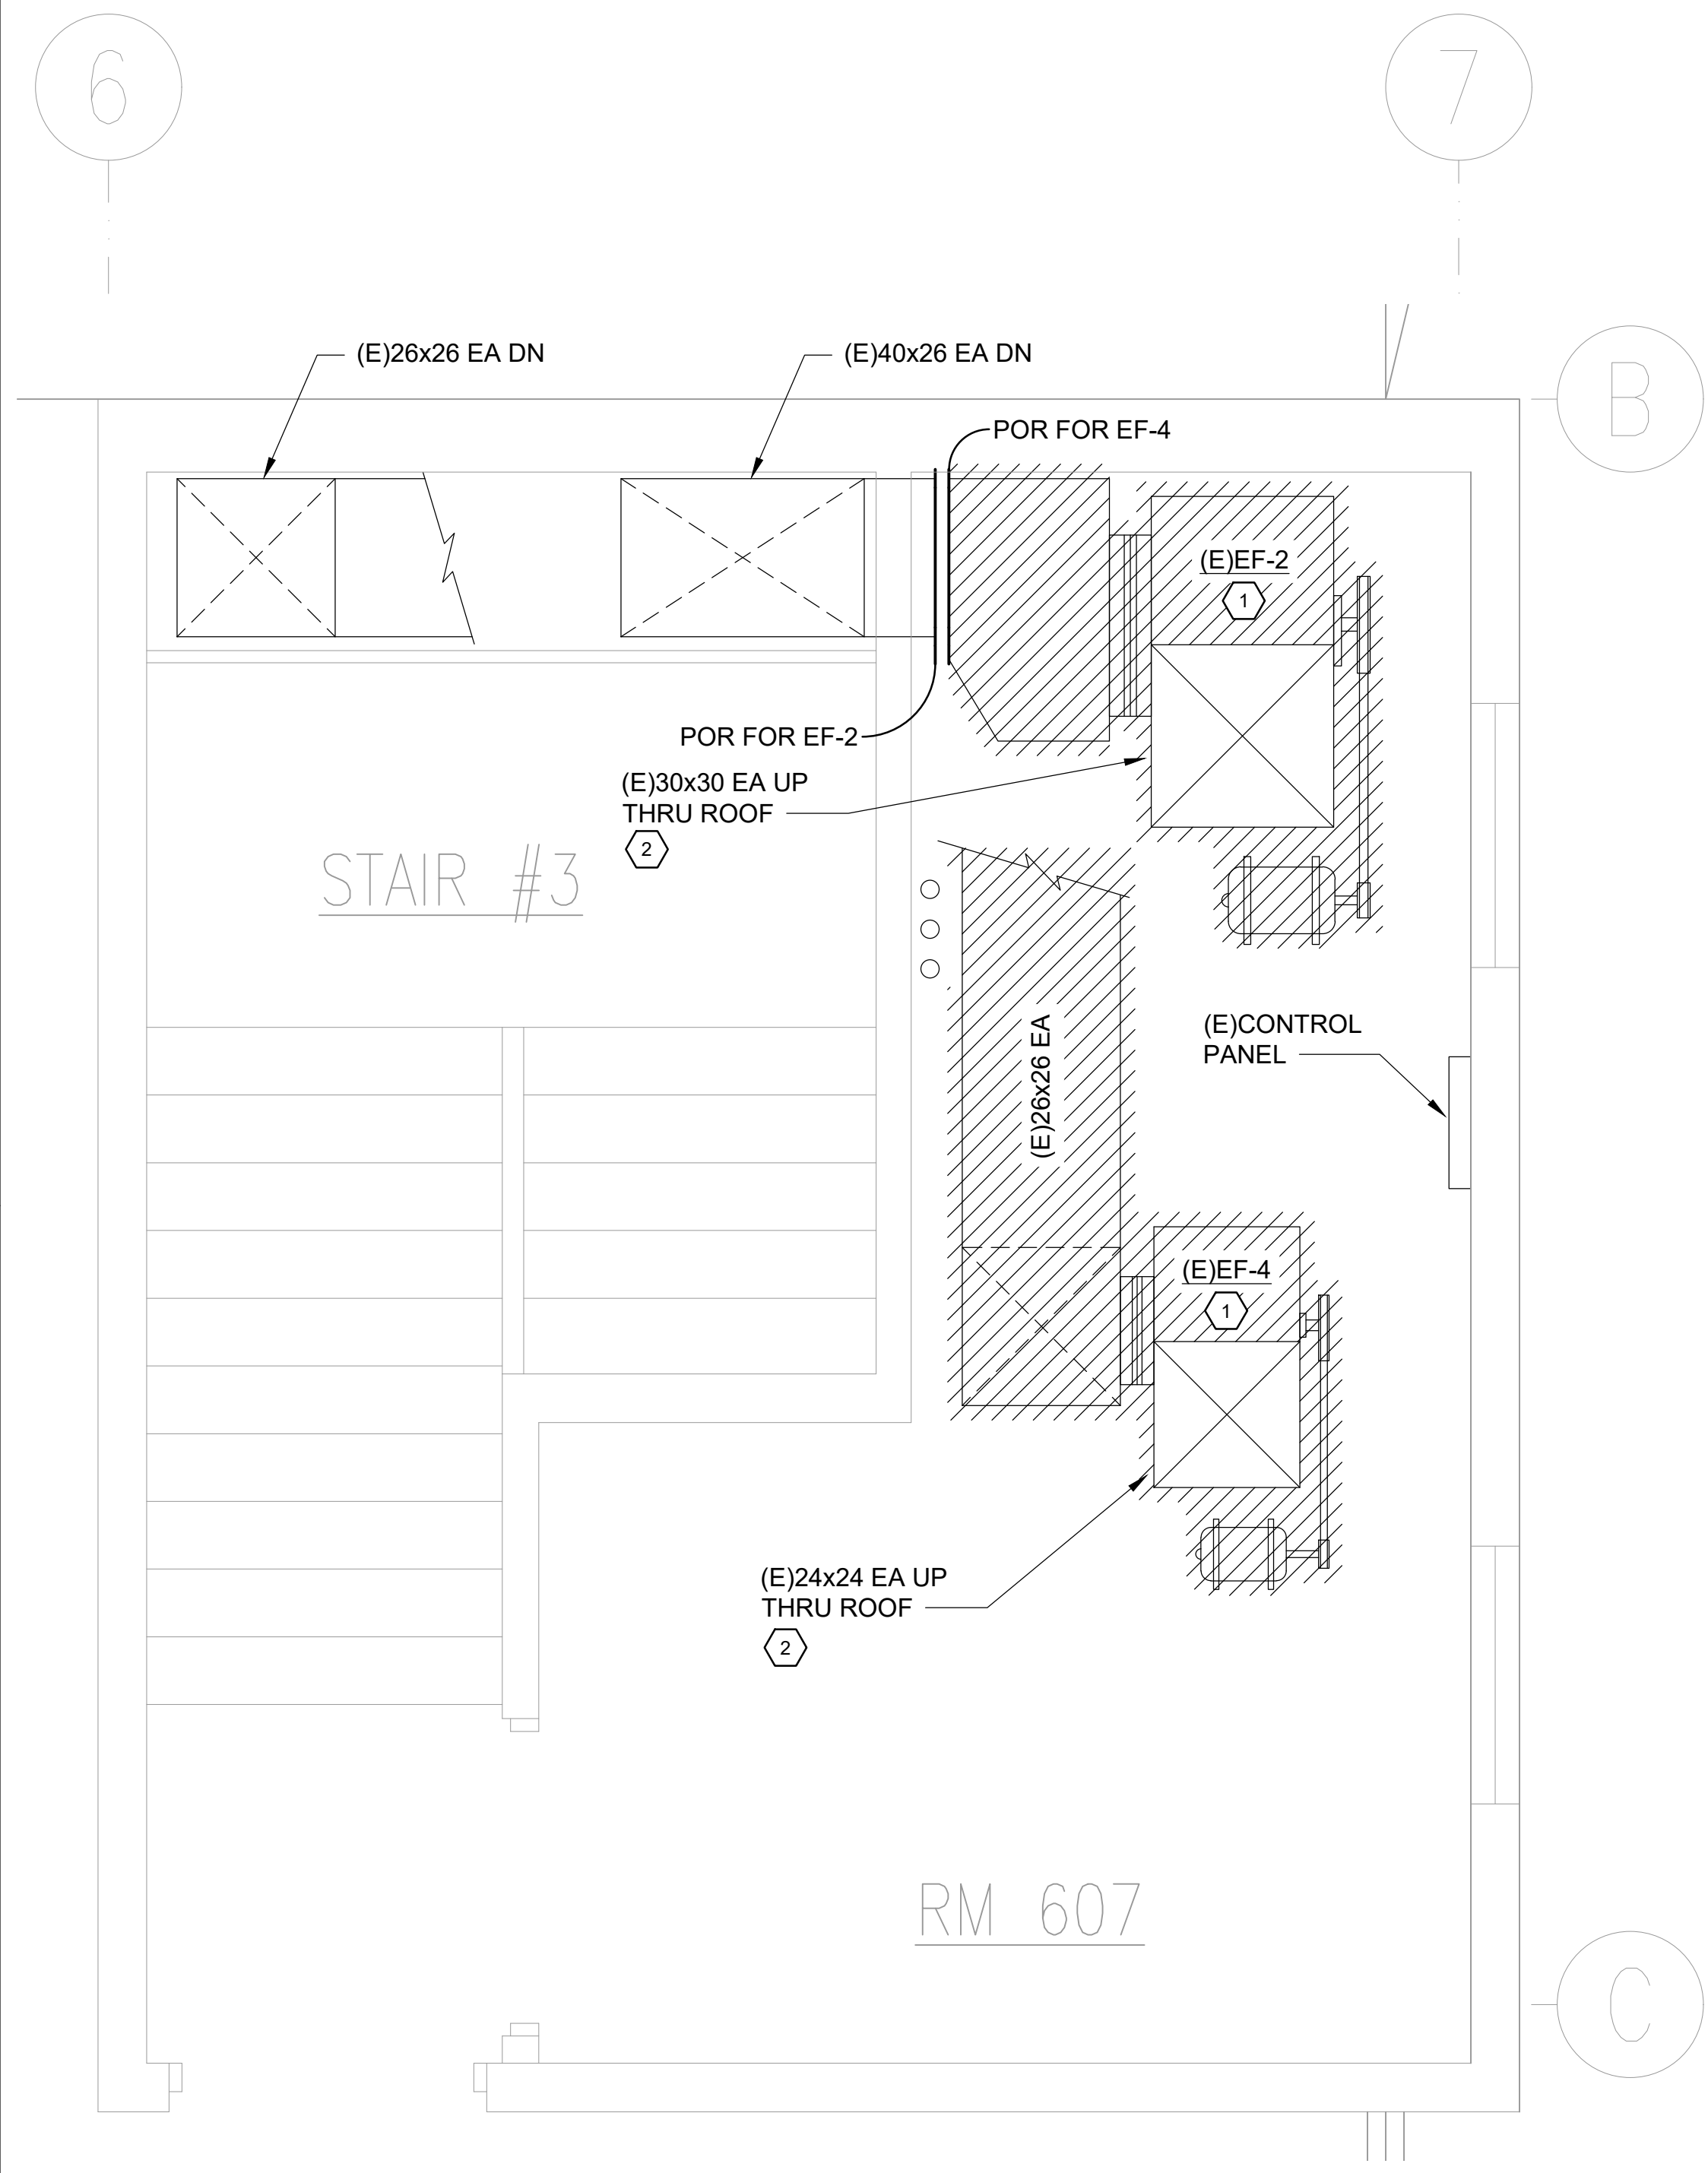 6
7
(E)26x26 EA DN
(E)40x26 EA DN
B
POR FOR EF-4
(E)EF-2
1
POR FOR EF-2
(E)30x30 EA UP
THRU ROOF
2
STAIR #3
(E)CONTROL
PANEL
(E)26x26 EA
(E)EF-4
1
(E)24x24 EA UP
THRU ROOF
2
RM 607
C